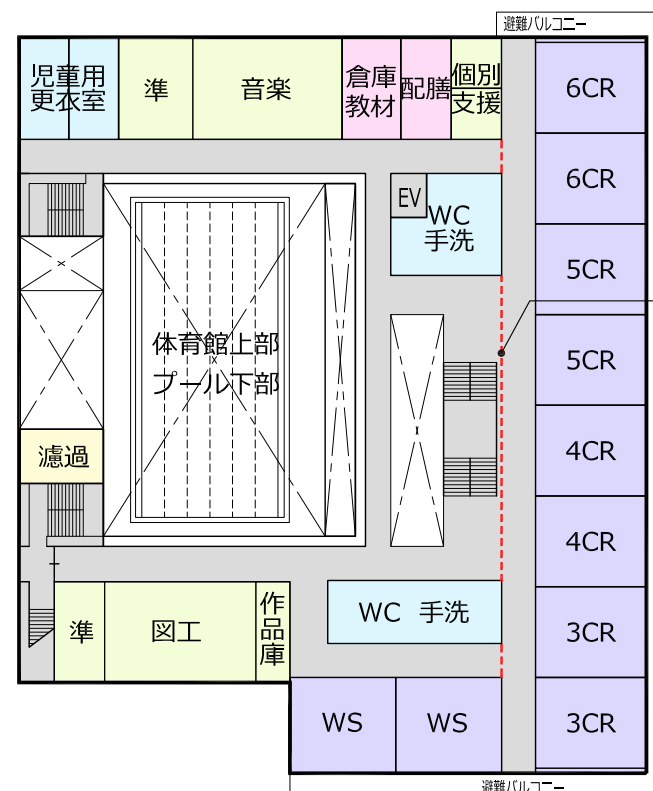 避難バルコニー
児童用
更衣室
準
音楽
倉庫
教材
配膳
個別
支援
6CR
6CR
EV
WC
手洗
5CR
体育館上部
プール下部
5CR
濾過
4CR
4CR
準
図工
作
品
庫
WC 手洗
3CR
WS
WS
3CR
避難バルコニー